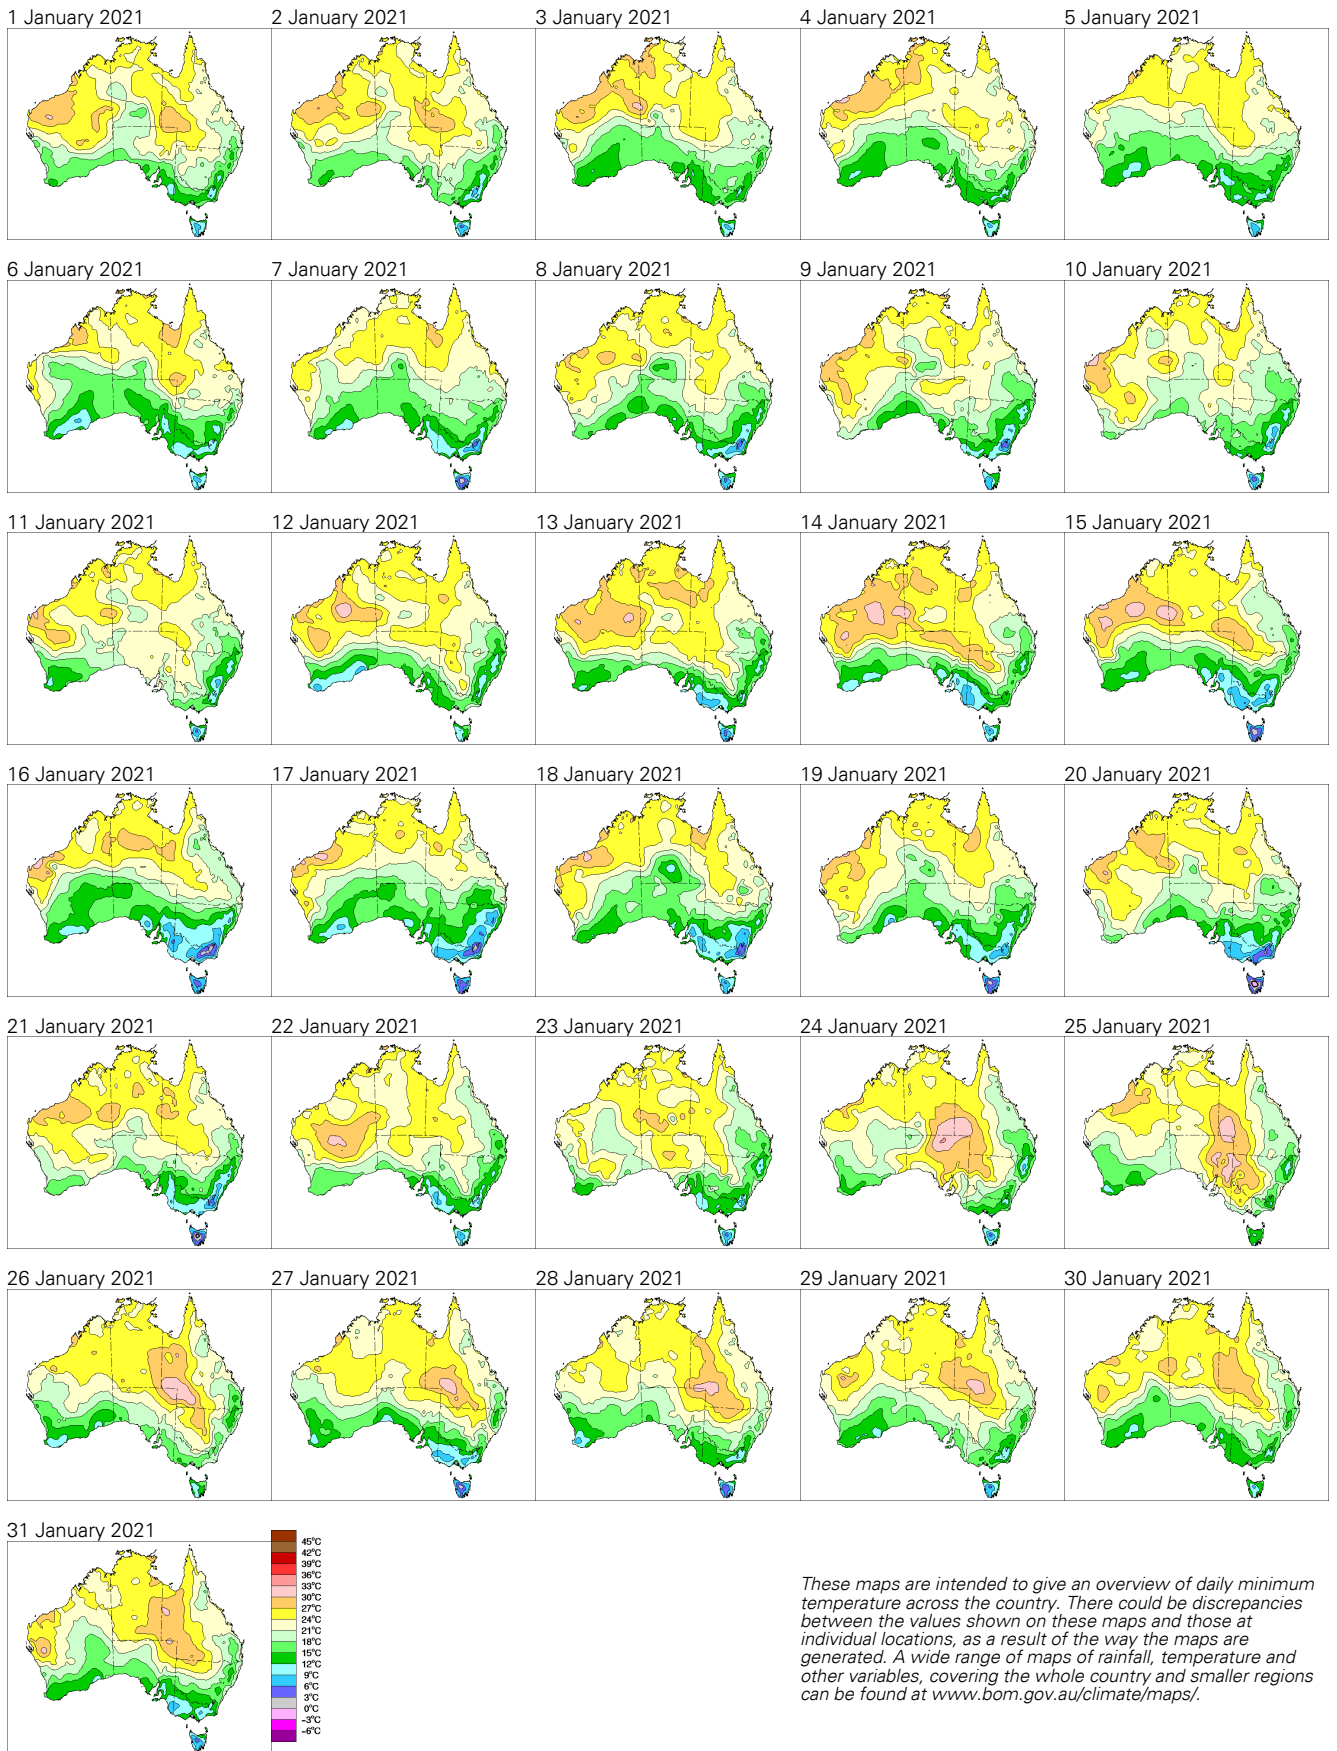 1 January 2021
2 January 2021
3 January 2021
4 January 2021
5 January 2021
6 January 2021
7 January 2021
8 January 2021
9 January 2021
10 January 2021
11 January 2021
12 January 2021
13 January 2021
14 January 2021
15 January 2021
16 January 2021
17 January 2021
18 January 2021
19 January 2021
20 January 2021
21 January 2021
22 January 2021
23 January 2021
24 January 2021
25 January 2021
26 January 2021
27 January 2021
28 January 2021
29 January 2021
30 January 2021
31 January 2021
45°C
42°C
39°C
36°C
33°C
30°C
27°C
24°C
21°C
18°C
15°C
12°C
9°C
6°C
3°C
0°C
-3°C
-6°C
These maps are intended to give an overview of daily minimum
temperature across the country. There could be discrepancies
between the values shown on these maps and those at
individual locations, as a result of the way the maps are
generated. A wide range of maps of rainfall, temperature and
other variables, covering the whole country and smaller regions
can be found at www.bom.gov.au/climate/maps/.